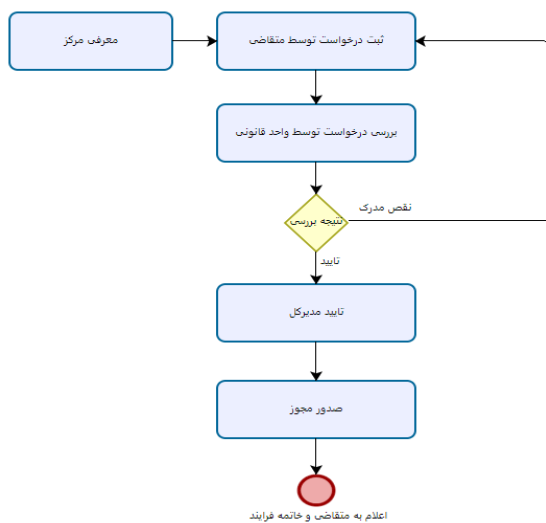 معرفی مرکز
ثبت درخواست توسط متقاضی
بررسی درخواست توسط واحد قانونی
نتیجه بررسی
نقص مدرک
تایید
تایید مدیرکل
صدور مجوز
اعلام به متقاضی و خاتمه فرایند